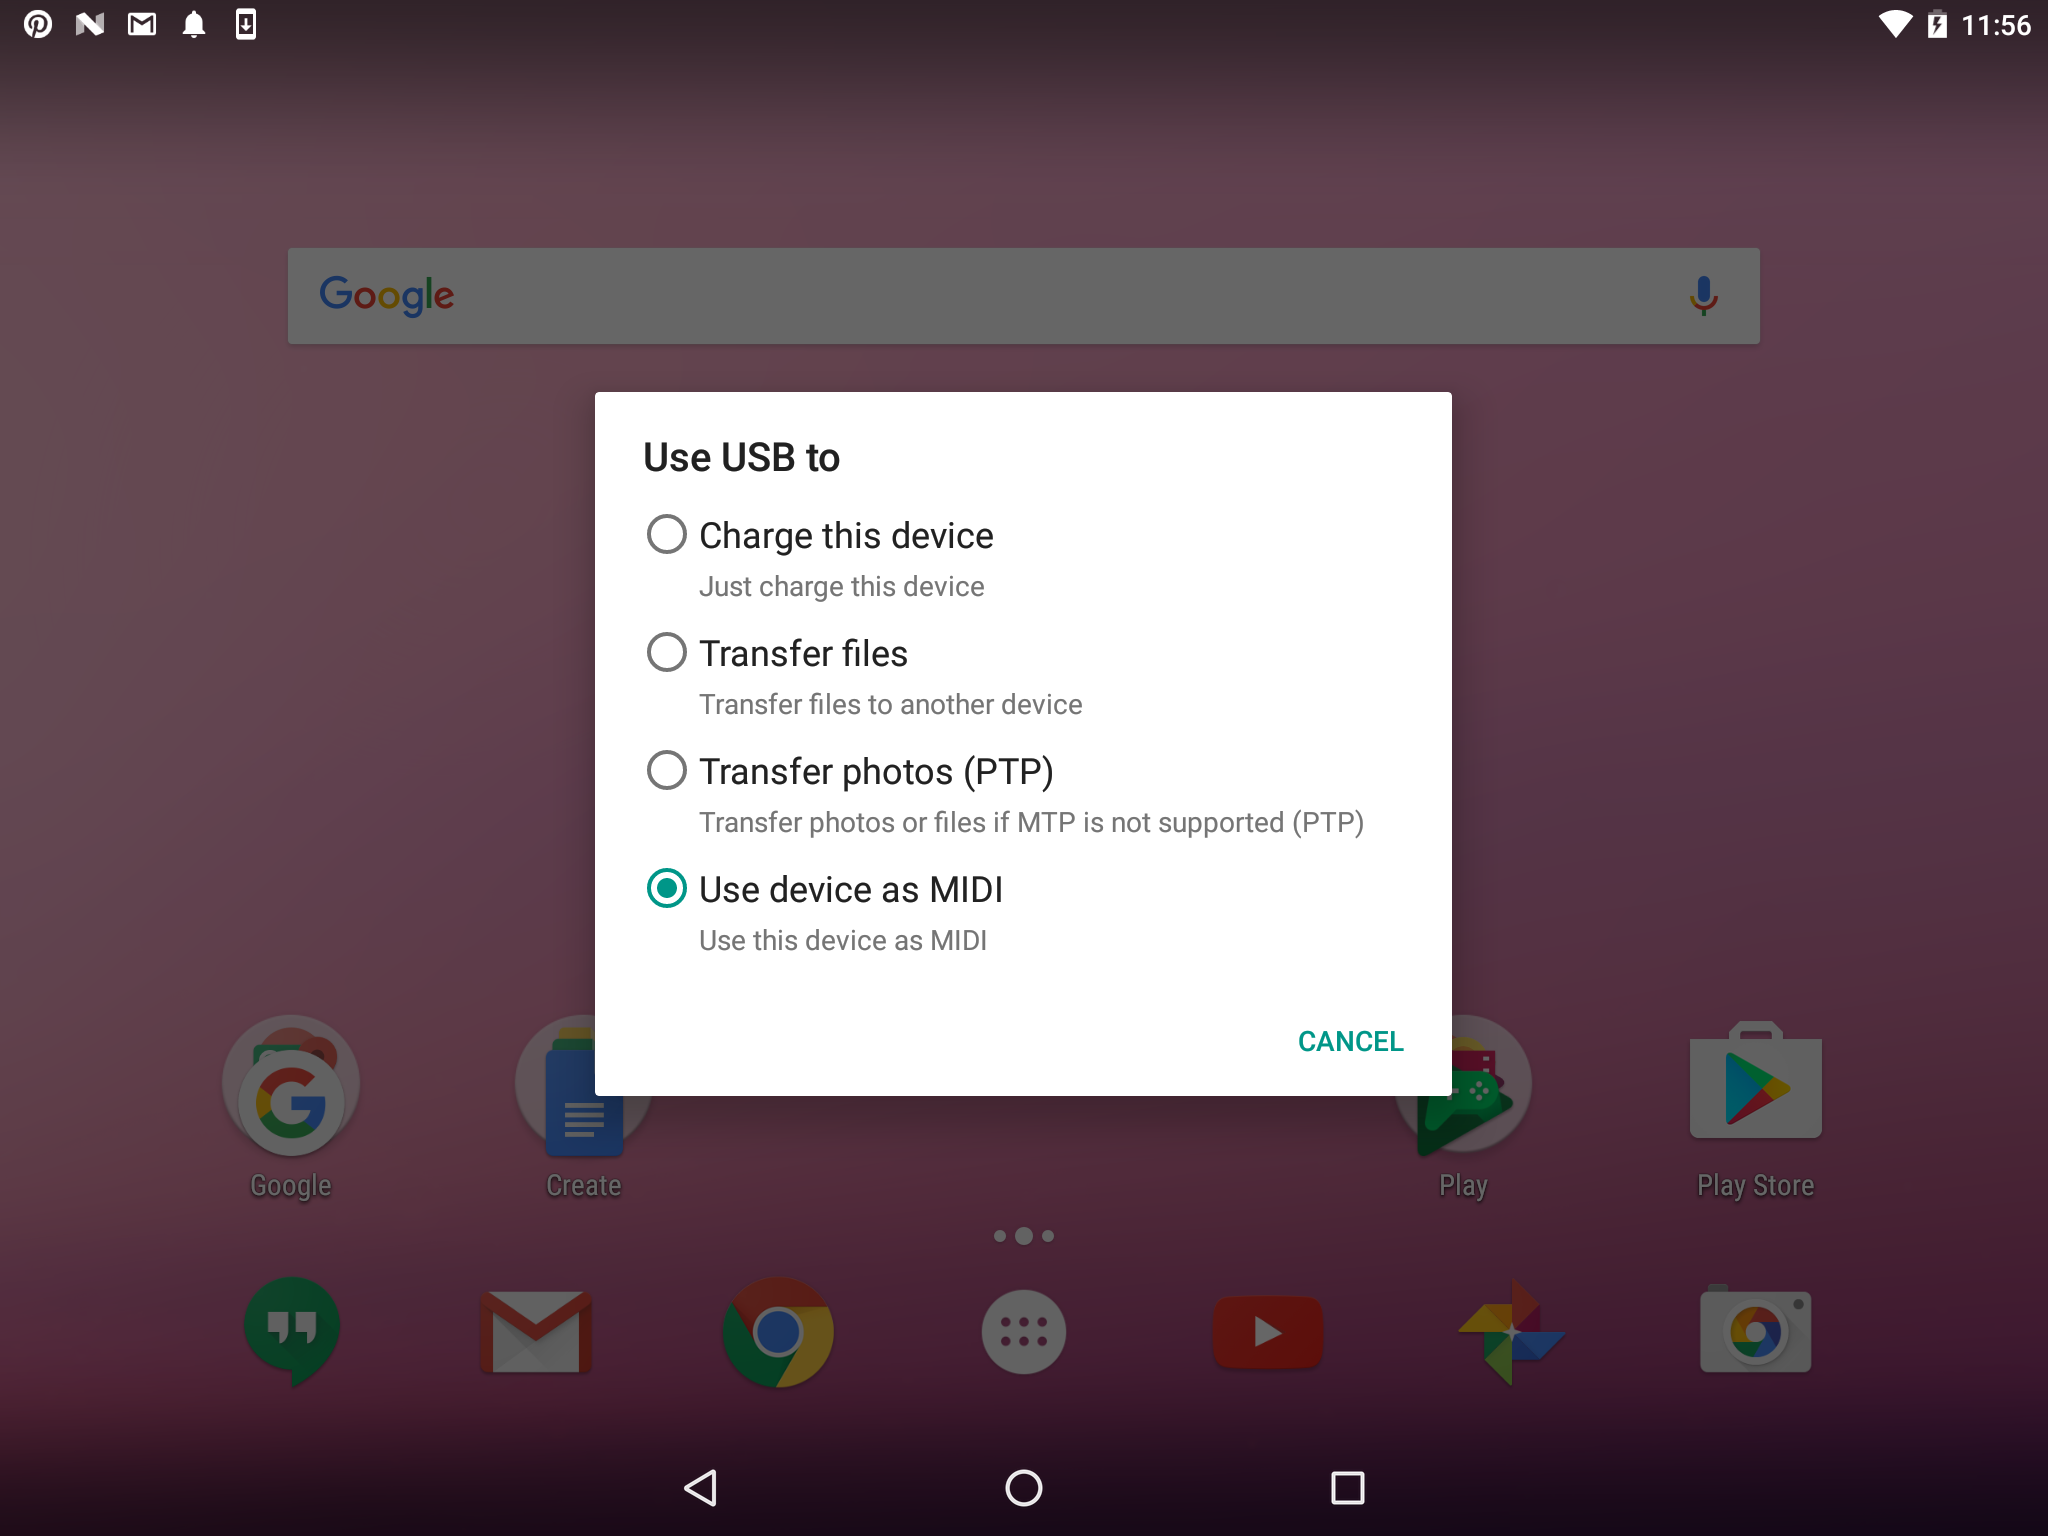 11:56
Google
Use USB to
Charge this device
Just charge this device
Transfer files
Transfer files to another device
Transfer photos (PTP)
Transfer photos or files if MTP is not supported (PTP)
Use device as MIDI
Use this device as MIDI
CANCEL
Google
Create
Play
Play Store